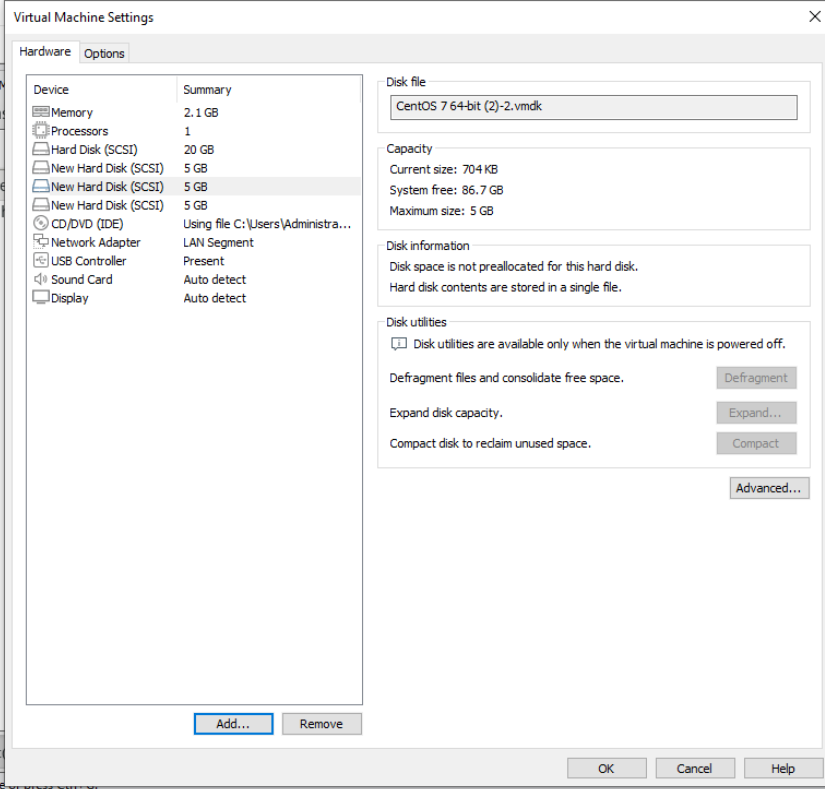 Virtual Machine Settings
Hardware Options
Device Summary
Memory 2.1 GB
Processors 1
Hard Disk (SCSI) 20 GB
New Hard Disk (SCSI) 5 GB
New Hard Disk (SCSI) 5 GB
New Hard Disk (SCSI) 5 GB
CD/DVD (IDE) Using file C:\Users\Administra...
Network Adapter LAN Segment
USB Controller Present
Sound Card Auto detect
Display Auto detect
Add... Remove
Disk file
CentOS 7 64-bit (2)-2.vmdk
Capacity
Current size: 704 KB
System free: 86.7 GB
Maximum size: 5 GB
Disk information
Disk space is not preallocated for this hard disk.
Hard disk contents are stored in a single file.
Disk utilities
Disk utilities are available only when the virtual machine is powered off.
Defragment files and consolidate free space. Defragment
Expand disk capacity. Expand...
Compact disk to reclaim unused space. Compact
Advanced...
OK Cancel Help